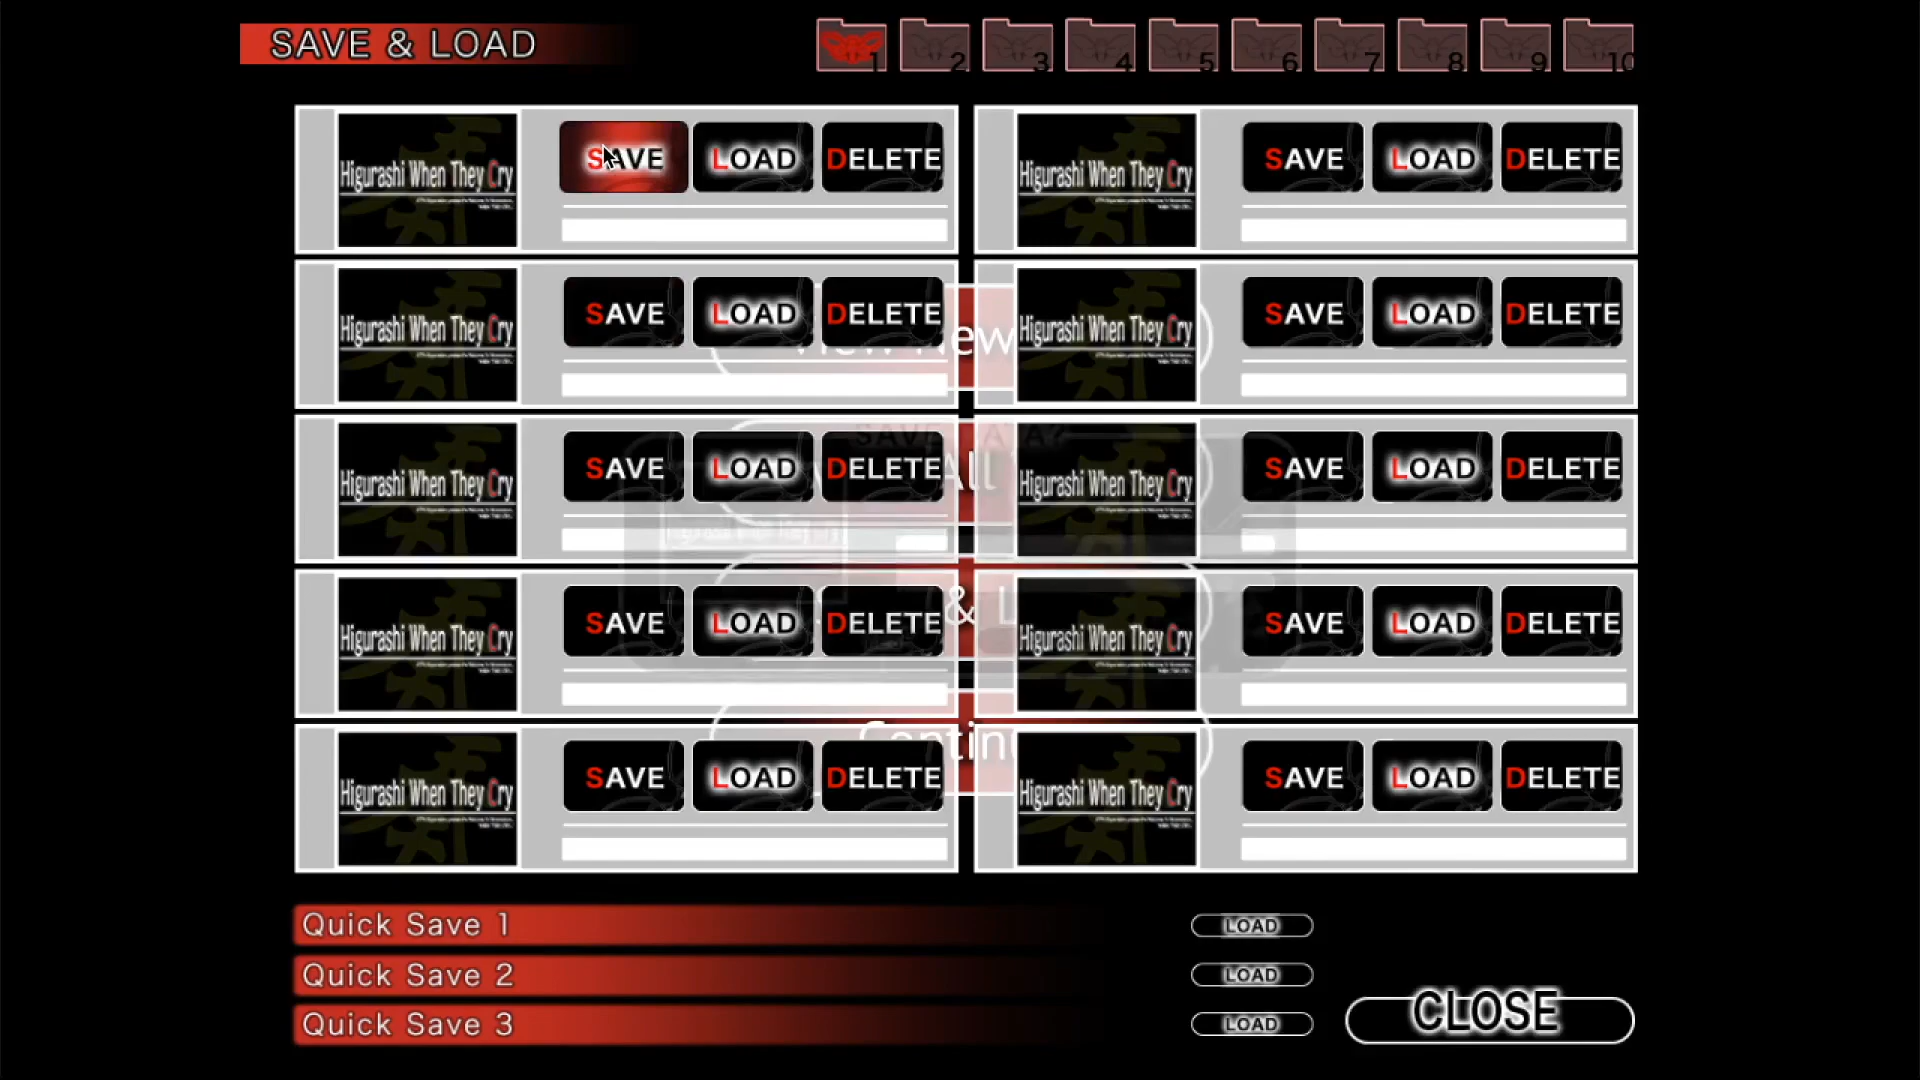 SAVE & LOAD
1 2 3 4 5 6 7 8 9 10
Higurashi When They Cry SAVE LOAD DELETE Higurashi When They Cry SAVE LOAD DELETE
Higurashi When They Cry SAVE LOAD DELETE Higurashi When They Cry SAVE LOAD DELETE
View New
Higurashi When They Cry SAVE LOAD DELETE Higurashi When They Cry SAVE LOAD DELETE
All
Higurashi When They Cry SAVE LOAD DELETE Higurashi When They Cry SAVE LOAD DELETE
& L
Higurashi When They Cry SAVE LOAD DELETE Higurashi When They Cry SAVE LOAD DELETE
Contin
Quick Save 1 LOAD
Quick Save 2 LOAD
Quick Save 3 LOAD
CLOSE